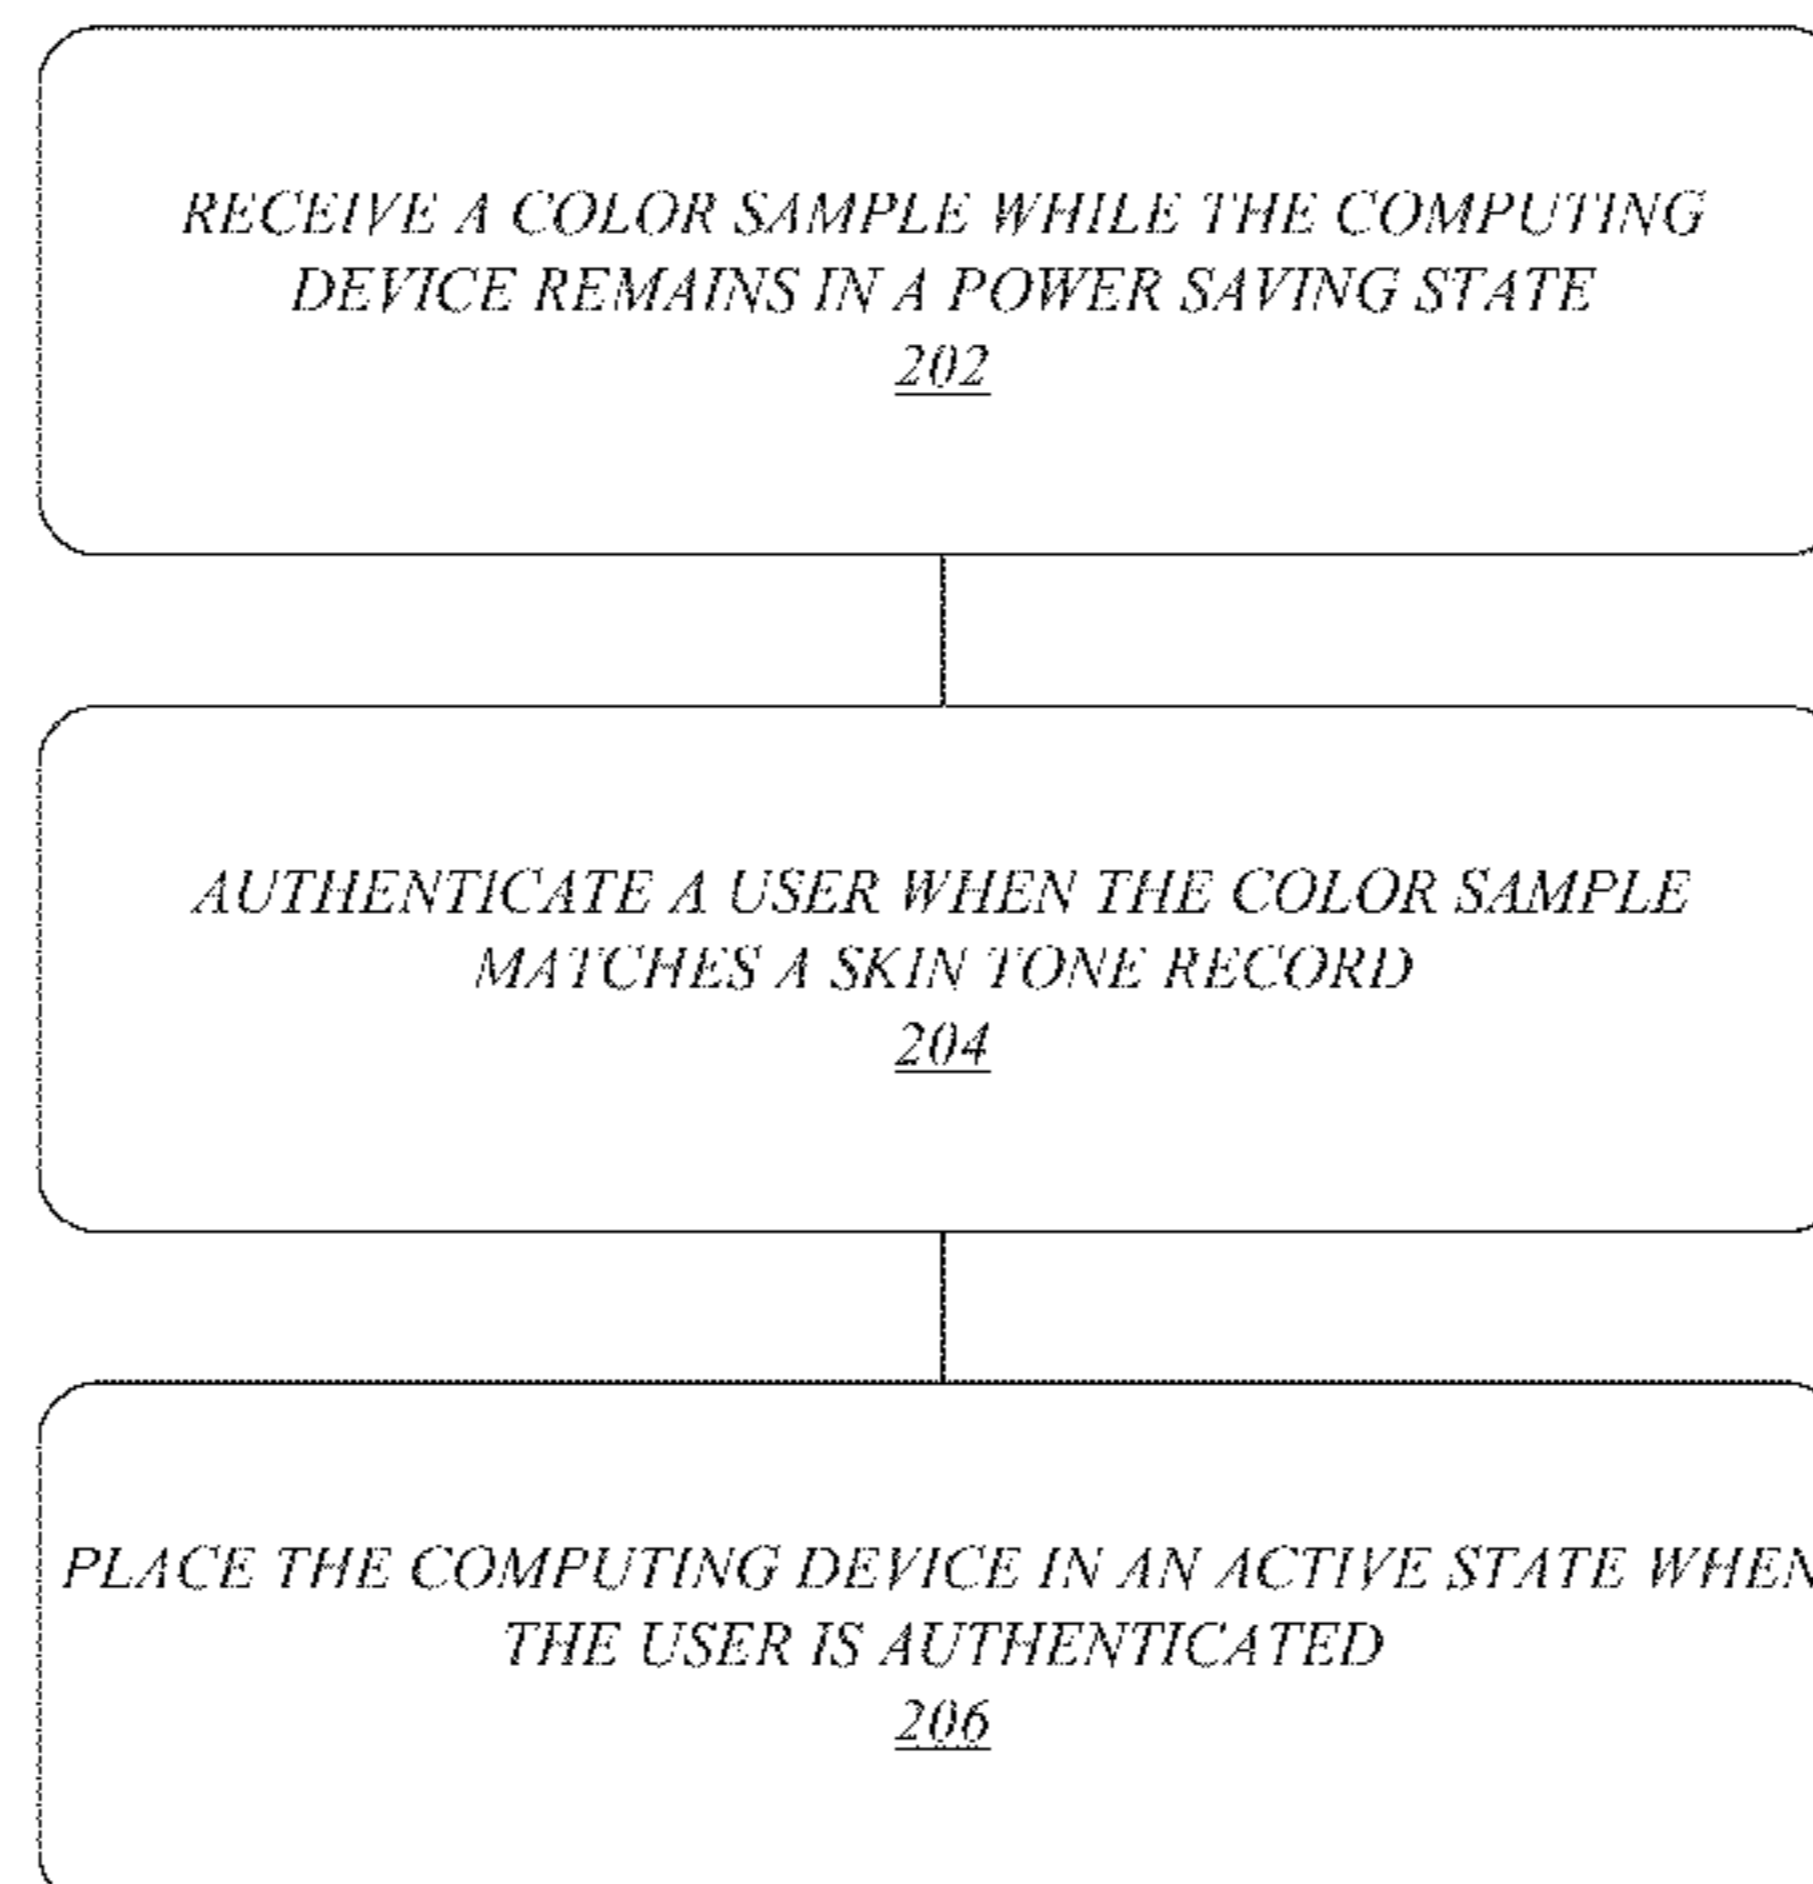 RECEIVE A COLOR SAMPLE WHILE THE COMPUTING
DEVICE REMAINS IN A POWER SAVING STATE
202
AUTHENTICATE A USER WHEN THE COLOR SAMPLE
MATCHES A SKIN TONE RECORD
204
PLACE THE COMPUTING DEVICE IN AN ACTIVE STATE WHEN
THE USER IS AUTHENTICATED
206